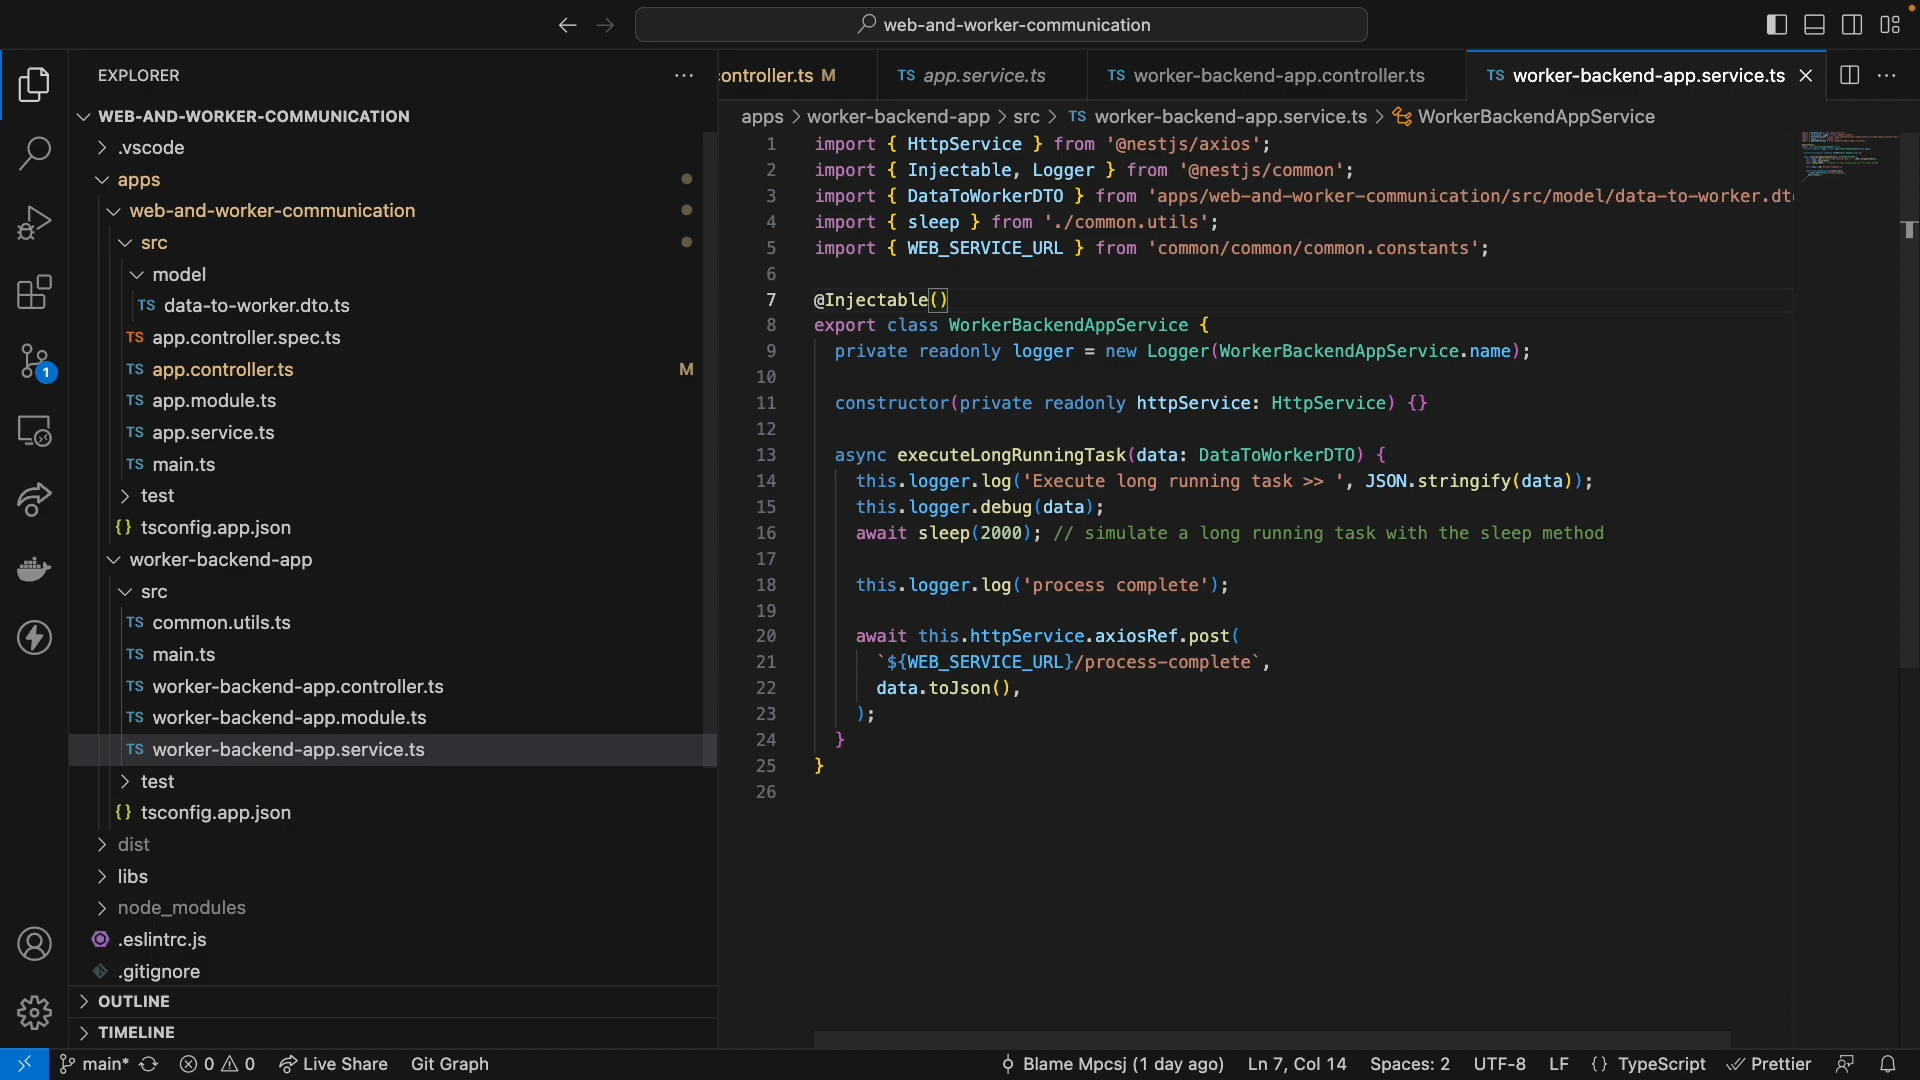 web-and-worker-communication
EXPLORER
WEB-AND-WORKER-COMMUNICATION
.vscode
apps
web-and-worker-communication
src
model
TS data-to-worker.dto.ts
TS app.controller.spec.ts
TS app.controller.ts M
TS app.module.ts
TS app.service.ts
TS main.ts
test
{} tsconfig.app.json
worker-backend-app
src
TS common.utils.ts
TS main.ts
TS worker-backend-app.controller.ts
TS worker-backend-app.module.ts
TS worker-backend-app.service.ts
test
{} tsconfig.app.json
dist
libs
node_modules
.eslintrc.js
.gitignore
OUTLINE
TIMELINE
1
ontroller.ts M
TS app.service.ts
TS worker-backend-app.controller.ts
TS worker-backend-app.service.ts
apps > worker-backend-app > src > TS worker-backend-app.service.ts > WorkerBackendAppService
1 import { HttpService } from '@nestjs/axios';
2 import { Injectable, Logger } from '@nestjs/common';
3 import { DataToWorkerDTO } from 'apps/web-and-worker-communication/src/model/data-to-worker.dt
4 import { sleep } from './common.utils';
5 import { WEB_SERVICE_URL } from 'common/common/common.constants';
6
7 @Injectable()
8 export class WorkerBackendAppService {
9 private readonly logger = new Logger(WorkerBackendAppService.name);
10
11 constructor(private readonly httpService: HttpService) {}
12
13 async executeLongRunningTask(data: DataToWorkerDTO) {
14 this.logger.log('Execute long running task >> ', JSON.stringify(data));
15 this.logger.debug(data);
16 await sleep(2000); // simulate a long running task with the sleep method
17
18 this.logger.log('process complete');
19
20 await this.httpService.axiosRef.post(
21 `${WEB_SERVICE_URL}/process-complete`,
22 data.toJson(),
23 );
24 }
25 }
26
main* 0 0 Live Share Git Graph Blame Mpcsj (1 day ago) Ln 7, Col 14 Spaces: 2 UTF-8 LF {} TypeScript Prettier